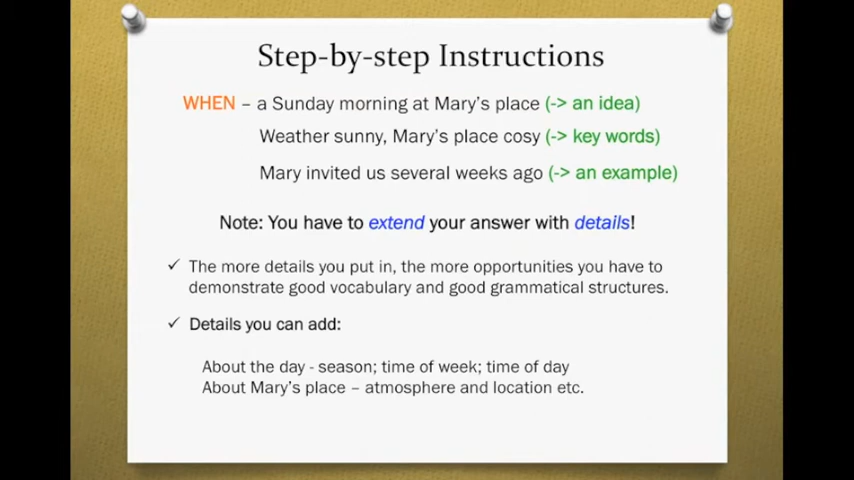 Step-by-step Instructions
WHEN – a Sunday morning at Mary's place (-> an idea)
Weather sunny, Mary's place cosy (-> key words)
Mary invited us several weeks ago (-> an example)
Note: You have to extend your answer with details!
✓ The more details you put in, the more opportunities you have to
demonstrate good vocabulary and good grammatical structures.
✓ Details you can add:
About the day - season; time of week; time of day
About Mary's place – atmosphere and location etc.